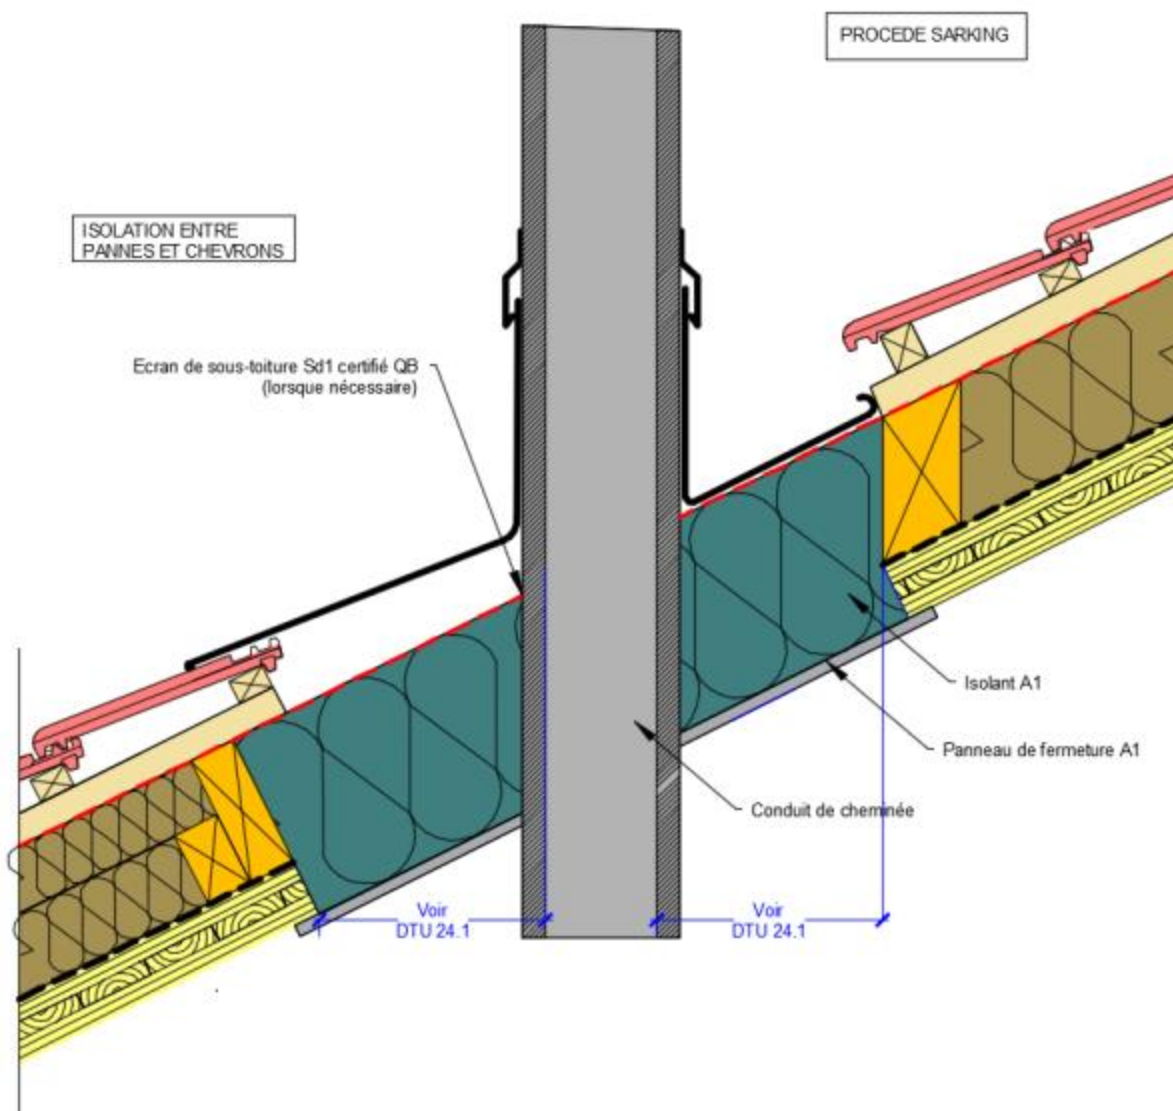 PROCEDE SARKING
ISOLATION ENTRE
PANNES ET CHEVRONS
Ecran de sous-toiture Sd1 certifié QB
(lorsque nécessaire)
Isolant A1
Panneau de fermeture A1
Conduit de cheminée
Voir
DTU 24.1
Voir
DTU 24.1